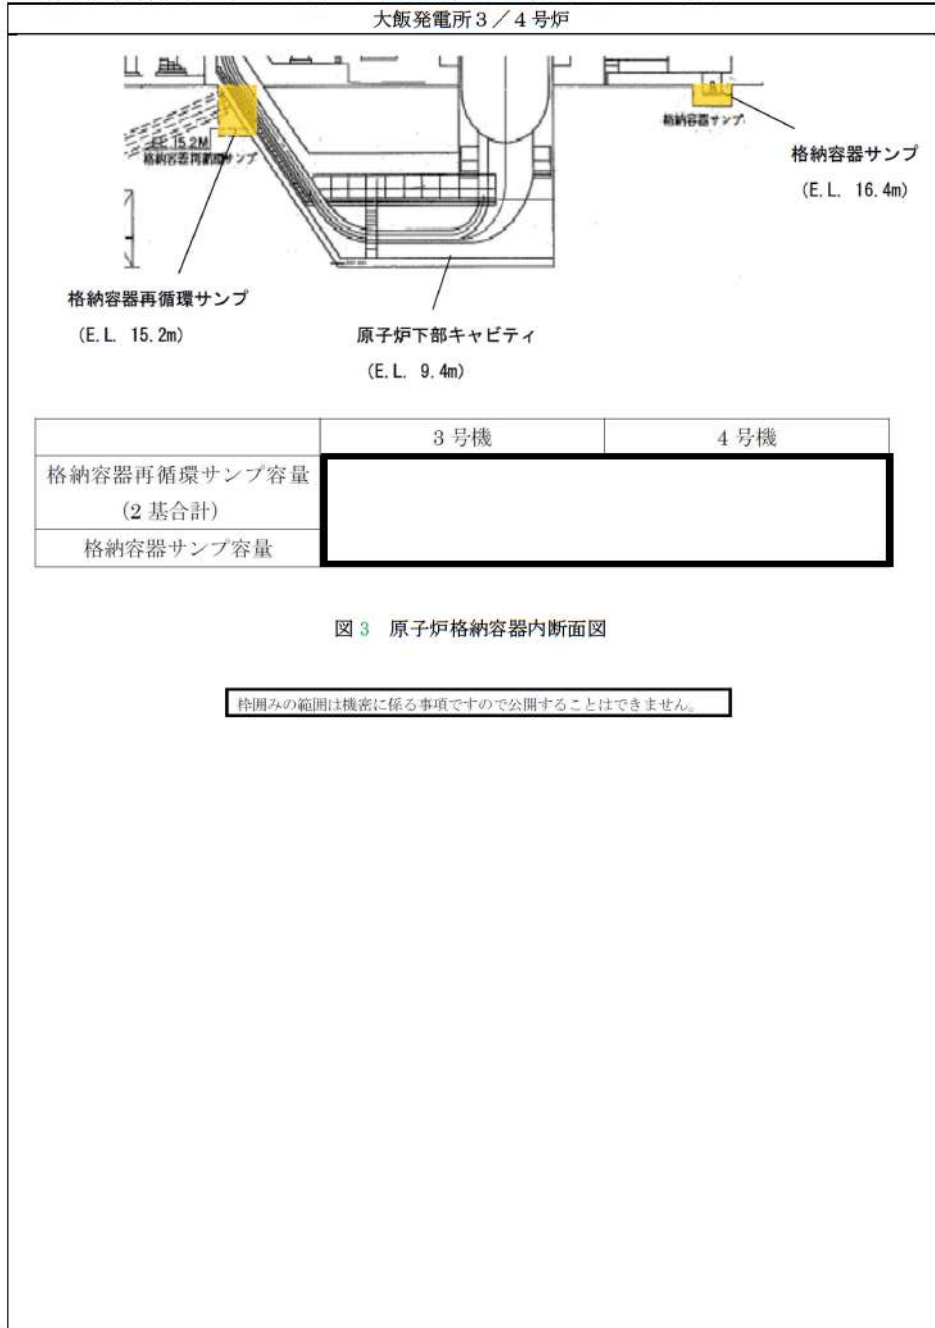 大飯発電所3／4号炉
格納容器サンプ
EL 15.2M
格納容器再循環サンプ
格納容器サンプ
(E.L. 16.4m)
格納容器再循環サンプ
(E.L. 15.2m)
原子炉下部キャビティ
(E.L. 9.4m)
3号機 4号機
格納容器再循環サンプ容量
(2基合計)
格納容器サンプ容量
図3 原子炉格納容器内断面図
枠囲みの範囲は機密に係る事項ですので公開することはできません。